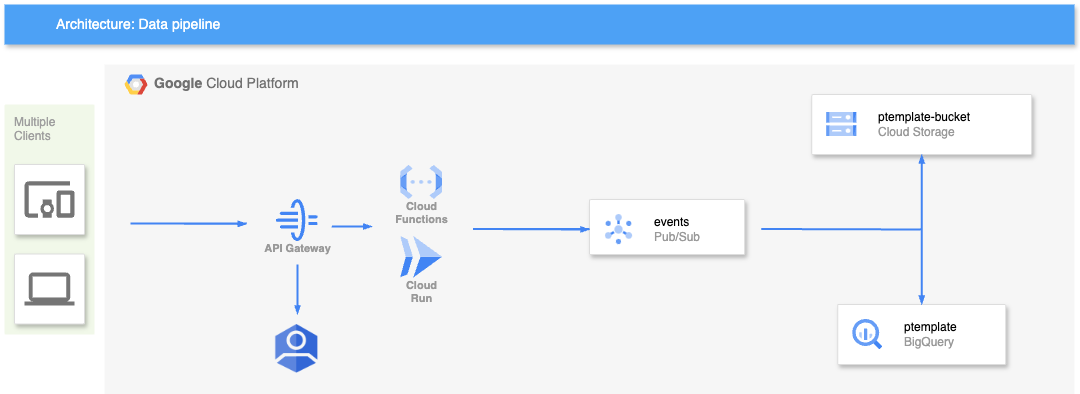 Architecture: Data pipeline
Google Cloud Platform
Multiple
Clients
API Gateway
Cloud
Functions
Cloud
Run
events
Pub/Sub
ptemplate-bucket
Cloud Storage
ptemplate
BigQuery